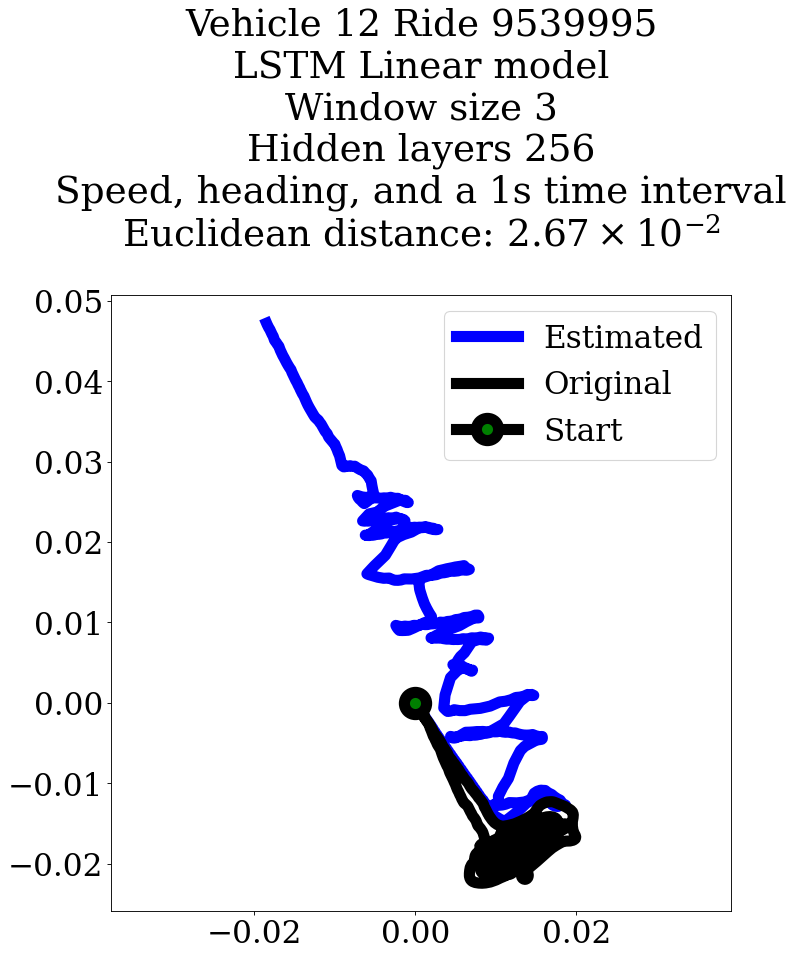 Vehicle 12 Ride 9539995
LSTM Linear model
Window size 3
Hidden layers 256
Speed, heading, and a 1s time interval
Euclidean distance: 2.67 × 10⁻²
Estimated
Original
Start
0.05
0.04
0.03
0.02
0.01
0.00
−0.01
−0.02
−0.02 0.00 0.02